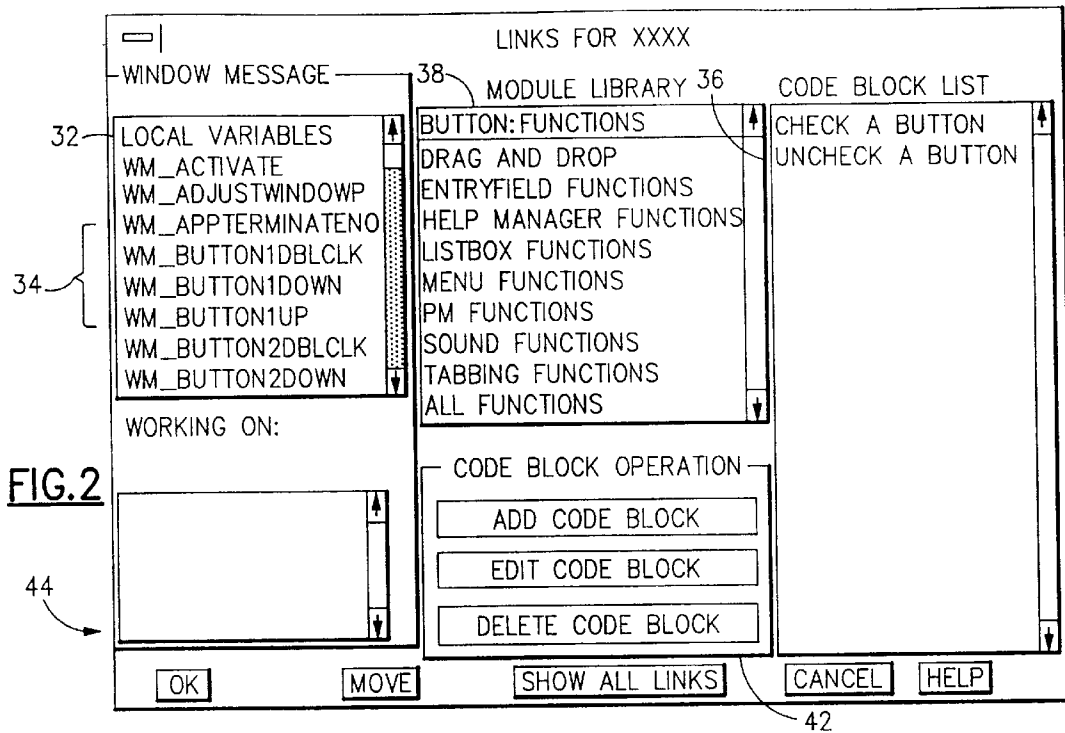 LINKS FOR XXXX
WINDOW MESSAGE
32
LOCAL VARIABLES
WM_ACTIVATE
WM_ADJUSTWINDOWP
WM_APPTERMINATENO
WM_BUTTON1DBLCLK
34
WM_BUTTON1DOWN
WM_BUTTON1UP
WM_BUTTON2DBLCLK
WM_BUTTON2DOWN
WORKING ON:
FIG.2
44
38
MODULE LIBRARY
36
BUTTON:FUNCTIONS
DRAG AND DROP
ENTRYFIELD FUNCTIONS
HELP MANAGER FUNCTIONS
LISTBOX FUNCTIONS
MENU FUNCTIONS
PM FUNCTIONS
SOUND FUNCTIONS
TABBING FUNCTIONS
ALL FUNCTIONS
CODE BLOCK OPERATION
ADD CODE BLOCK
EDIT CODE BLOCK
DELETE CODE BLOCK
CODE BLOCK LIST
CHECK A BUTTON
UNCHECK A BUTTON
OK MOVE SHOW ALL LINKS CANCEL HELP
42